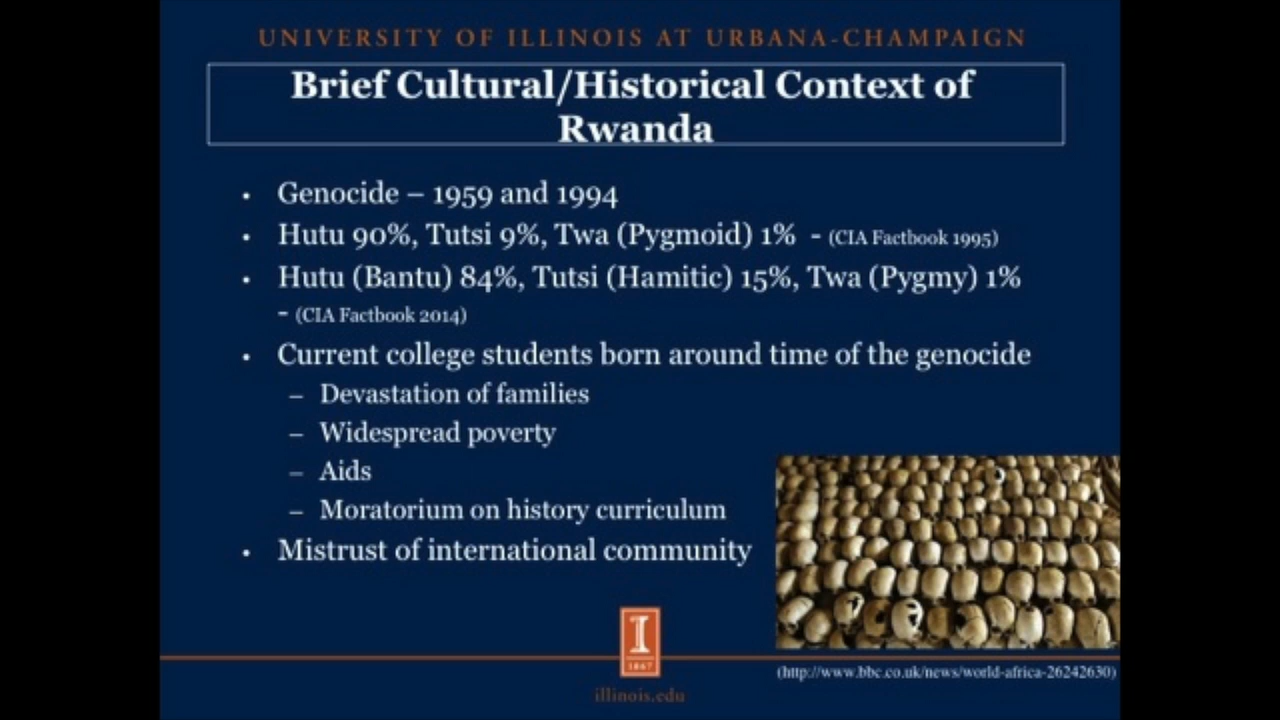 UNIVERSITY OF ILLINOIS AT URBANA-CHAMPAIGN
Brief Cultural/Historical Context of
Rwanda
• Genocide – 1959 and 1994
• Hutu 90%, Tutsi 9%, Twa (Pygmoid) 1% - (CIA Factbook 1995)
• Hutu (Bantu) 84%, Tutsi (Hamitic) 15%, Twa (Pygmy) 1%
- (CIA Factbook 2014)
• Current college students born around time of the genocide
– Devastation of families
– Widespread poverty
– Aids
– Moratorium on history curriculum
• Mistrust of international community
I
1867
(http://www.bbc.co.uk/news/world-africa-26242630)
illinois.edu